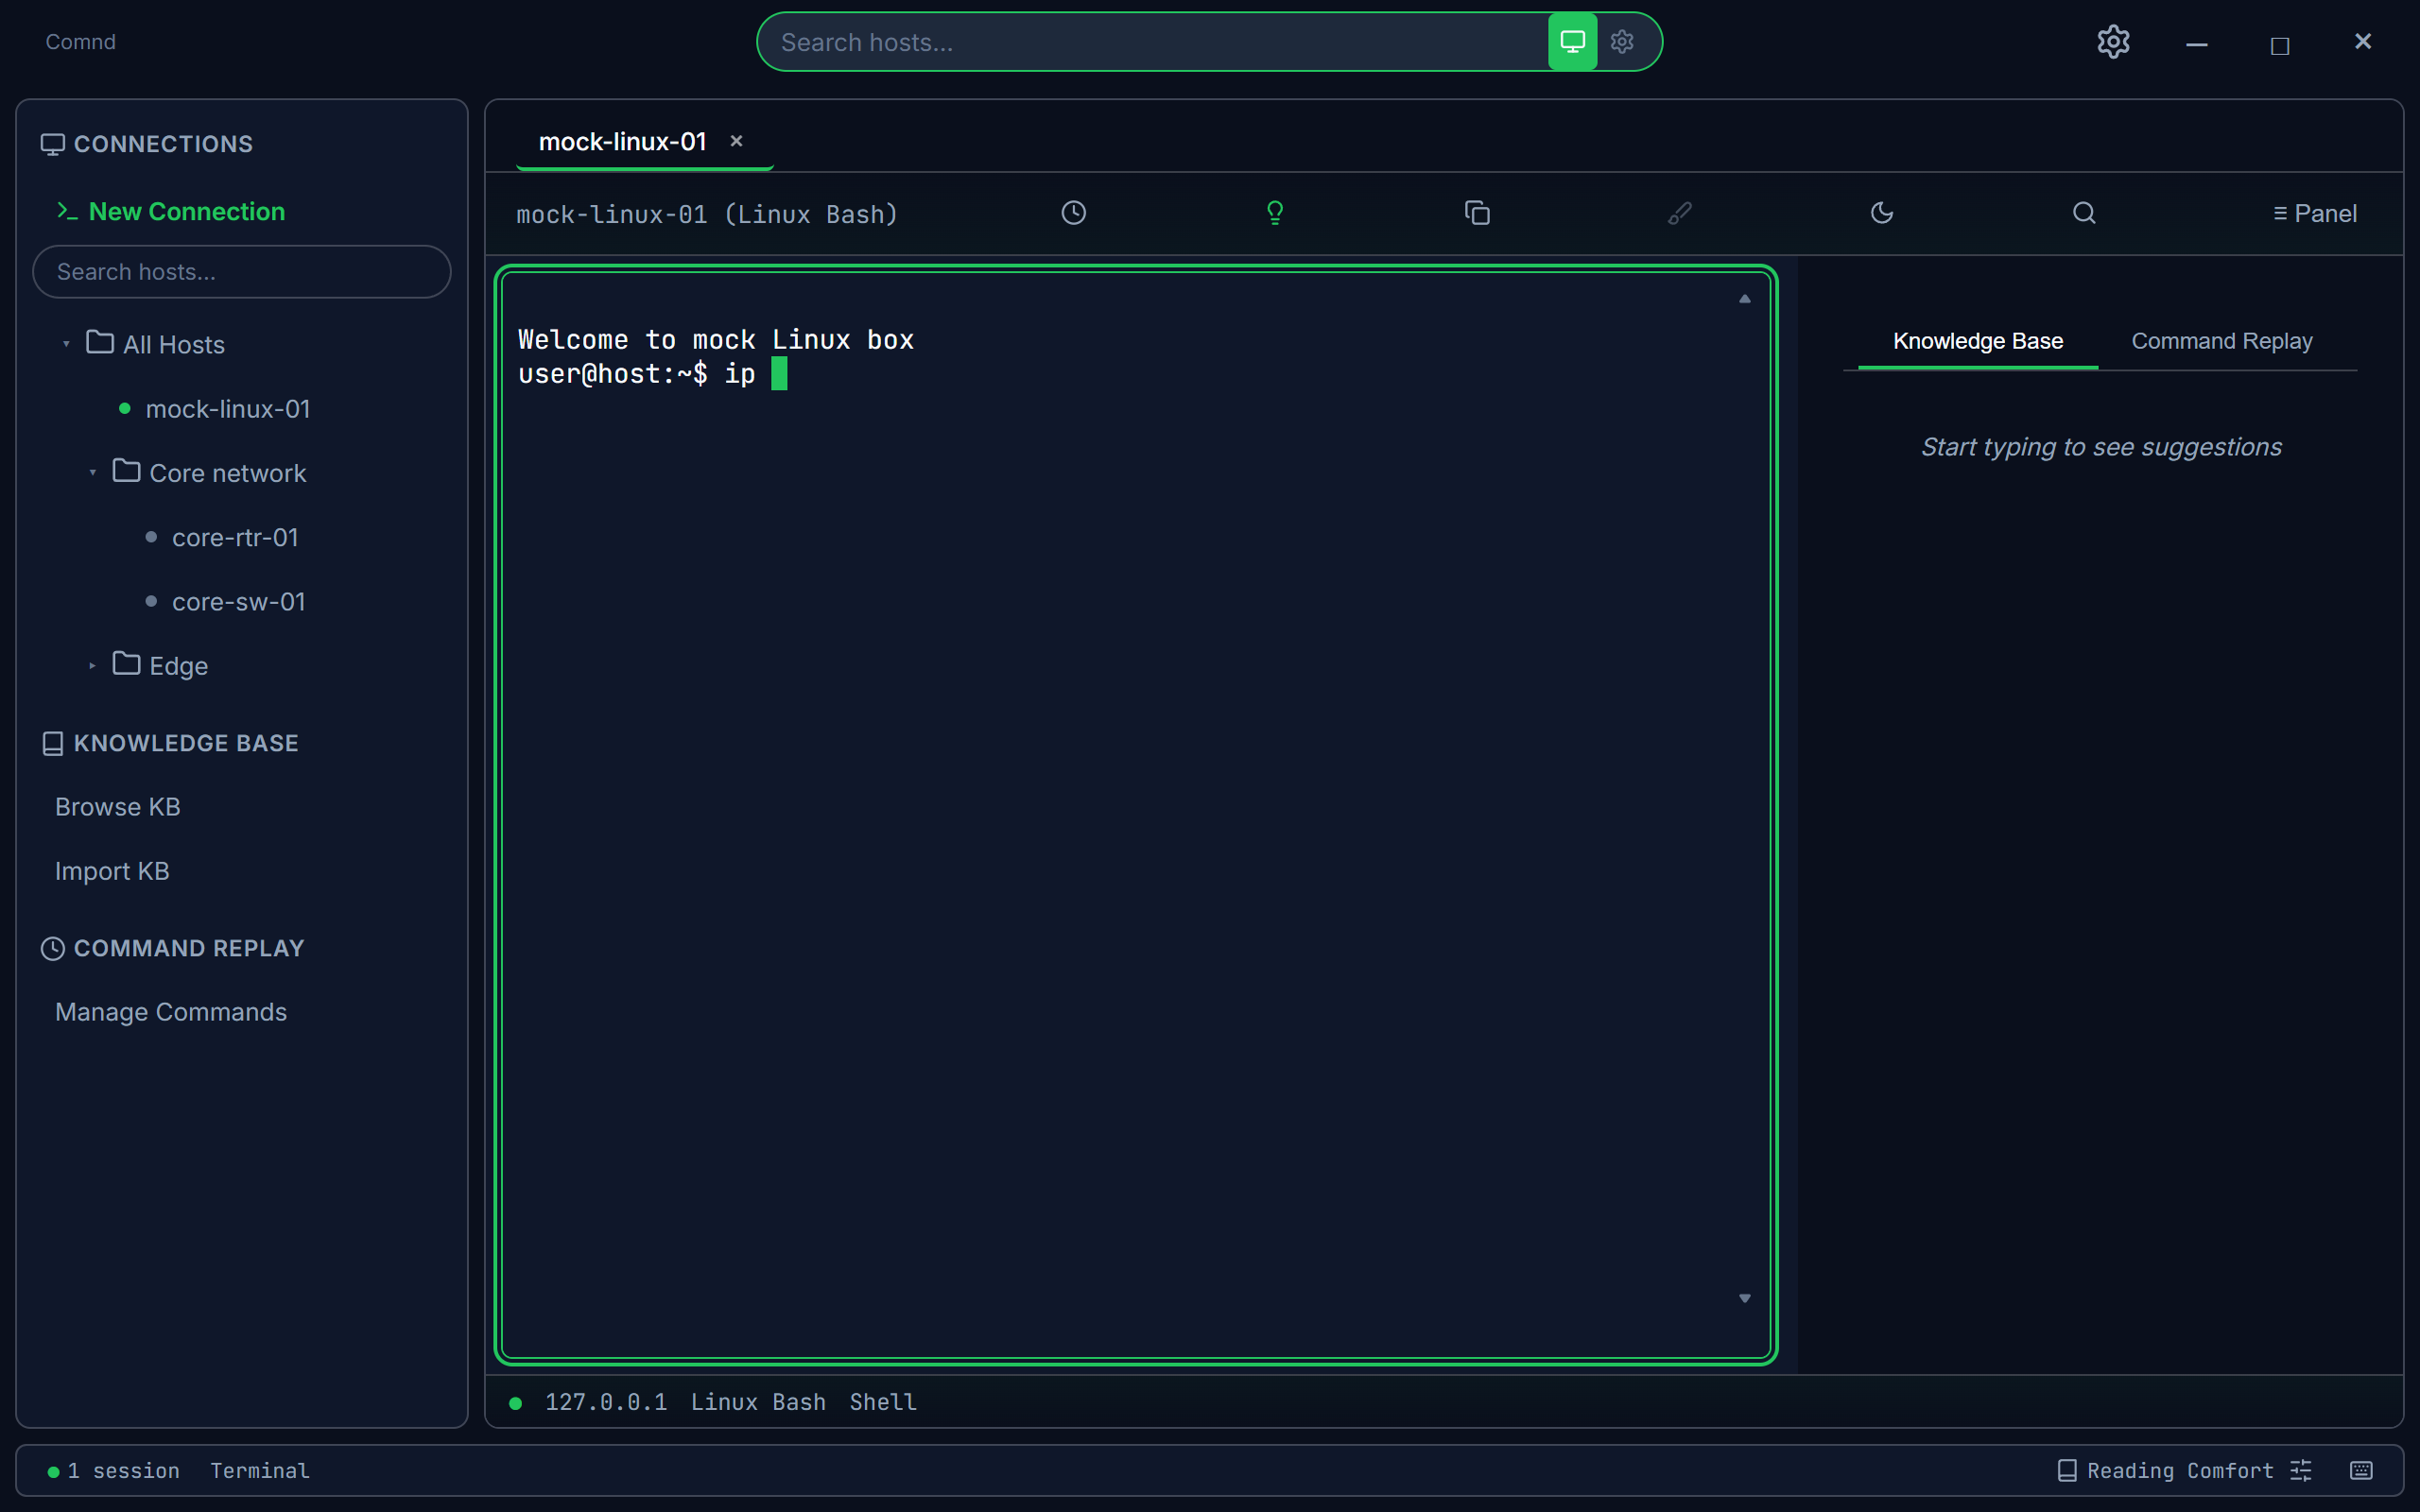 Comnd
Search hosts...
CONNECTIONS
New Connection
Search hosts...
All Hosts
mock-linux-01
Core network
core-rtr-01
core-sw-01
Edge
KNOWLEDGE BASE
Browse KB
Import KB
COMMAND REPLAY
Manage Commands
mock-linux-01
mock-linux-01 (Linux Bash)
Panel
Welcome to mock Linux box
user@host:~$ ip
Knowledge Base
Command Replay
Start typing to see suggestions
127.0.0.1 Linux Bash Shell
1 session Terminal
Reading Comfort